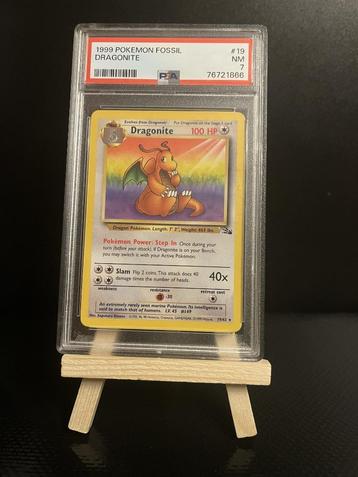 1999 POKEMON FOSSIL #19
DRAGONITE NM
7
PSA 76721866
Evolves from Dragonair Put Dragonite on the Stage 1 card
Dragonite 100 HP
Dragon Pokémon. Length: 7' 2", Weight: 463 lbs.
Pokémon Power: Step In Once during your
turn (before your attack), if Dragonite is on your Bench,
you may switch it with your Active Pokémon.
Slam Flip 2 coins. This attack does 40
damage times the number of heads. 40x
weakness resistance retreat cost
-30
An extremely rarely seen marine Pokémon. Its intelligence is
said to match that of humans. LV. 45 #149
19/62